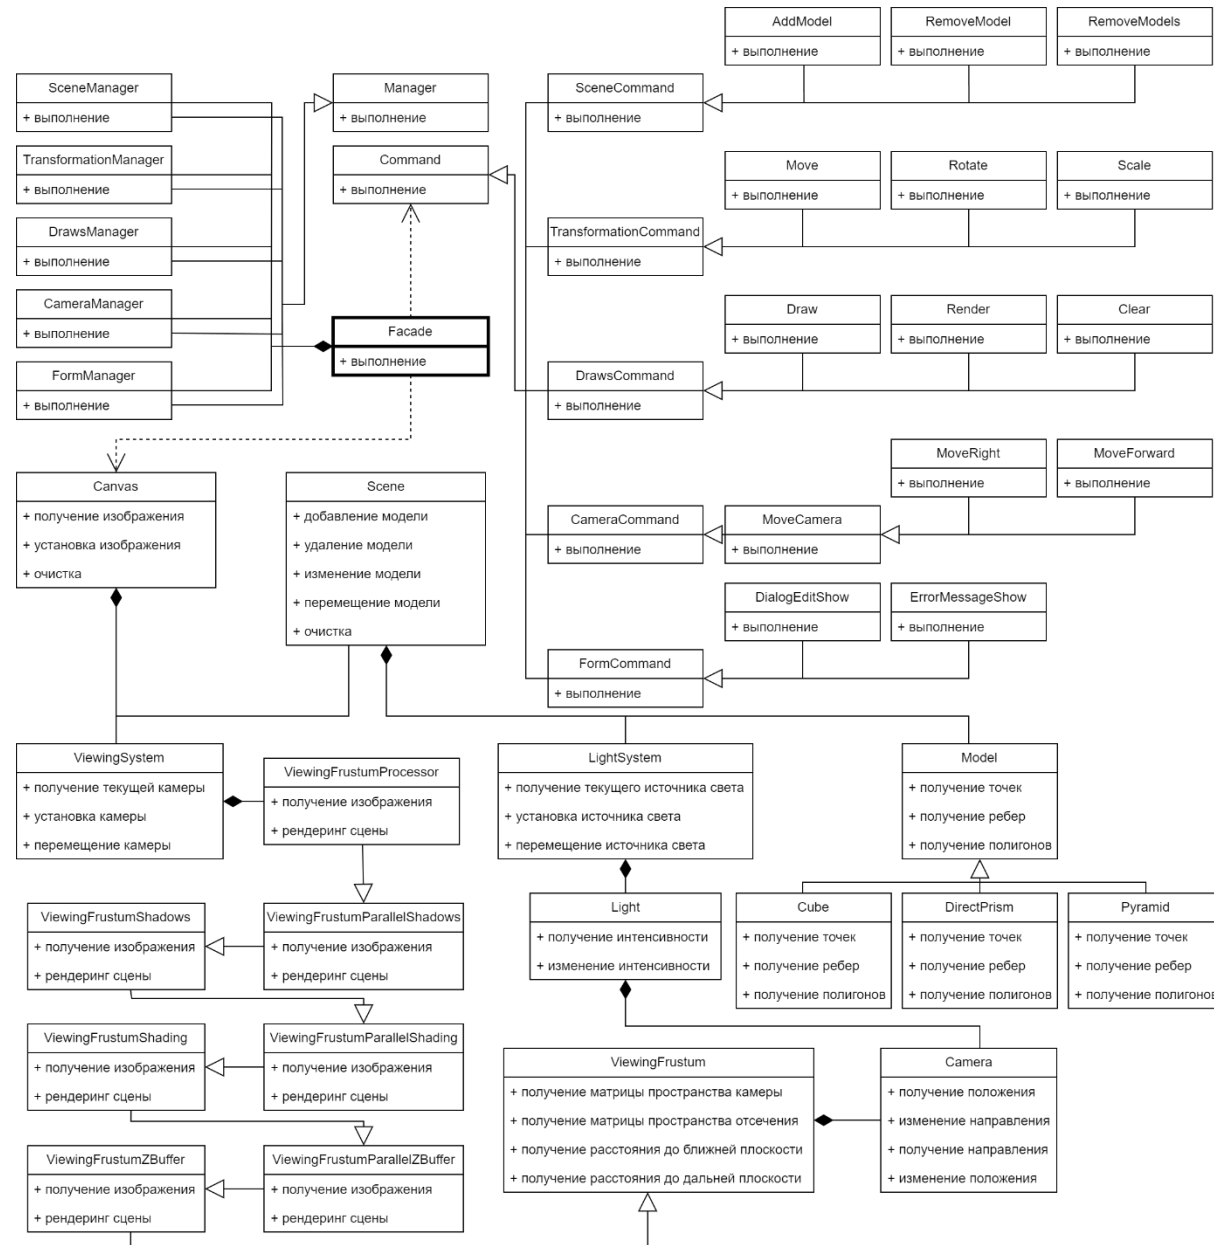 AddModel
+ выполнение
RemoveModel
+ выполнение
RemoveModels
+ выполнение
SceneManager
+ выполнение
Manager
+ выполнение
SceneCommand
+ выполнение
TransformationManager
+ выполнение
Command
+ выполнение
Move
+ выполнение
Rotate
+ выполнение
Scale
+ выполнение
DrawsManager
+ выполнение
TransformationCommand
+ выполнение
CameraManager
+ выполнение
Facade
+ выполнение
Draw
+ выполнение
Render
+ выполнение
Clear
+ выполнение
FormManager
+ выполнение
DrawsCommand
+ выполнение
MoveRight
+ выполнение
MoveForward
+ выполнение
Canvas
+ получение изображения
+ установка изображения
+ очистка
Scene
+ добавление модели
+ удаление модели
+ изменение модели
+ перемещение модели
+ очистка
CameraCommand
+ выполнение
MoveCamera
+ выполнение
DialogEditShow
+ выполнение
ErrorMessageShow
+ выполнение
FormCommand
+ выполнение
ViewingSystem
+ получение текущей камеры
+ установка камеры
+ перемещение камеры
ViewingFrustumProcessor
+ получение изображения
+ рендеринг сцены
LightSystem
+ получение текущего источника света
+ установка источника света
+ перемещение источника света
Model
+ получение точек
+ получение ребер
+ получение полигонов
ViewingFrustumShadows
+ получение изображения
+ рендеринг сцены
ViewingFrustumParallelShadows
+ получение изображения
+ рендеринг сцены
Light
+ получение интенсивности
+ изменение интенсивности
Cube
+ получение точек
+ получение ребер
+ получение полигонов
DirectPrism
+ получение точек
+ получение ребер
+ получение полигонов
Pyramid
+ получение точек
+ получение ребер
+ получение полигонов
ViewingFrustumShading
+ получение изображения
+ рендеринг сцены
ViewingFrustumParallelShading
+ получение изображения
+ рендеринг сцены
ViewingFrustum
+ получение матрицы пространства камеры
+ получение матрицы пространства отсечения
+ получение расстояния до ближней плоскости
+ получение расстояния до дальней плоскости
Camera
+ получение положения
+ изменение направления
+ получение направления
+ изменение положения
ViewingFrustumZBuffer
+ получение изображения
+ рендеринг сцены
ViewingFrustumParallelZBuffer
+ получение изображения
+ рендеринг сцены